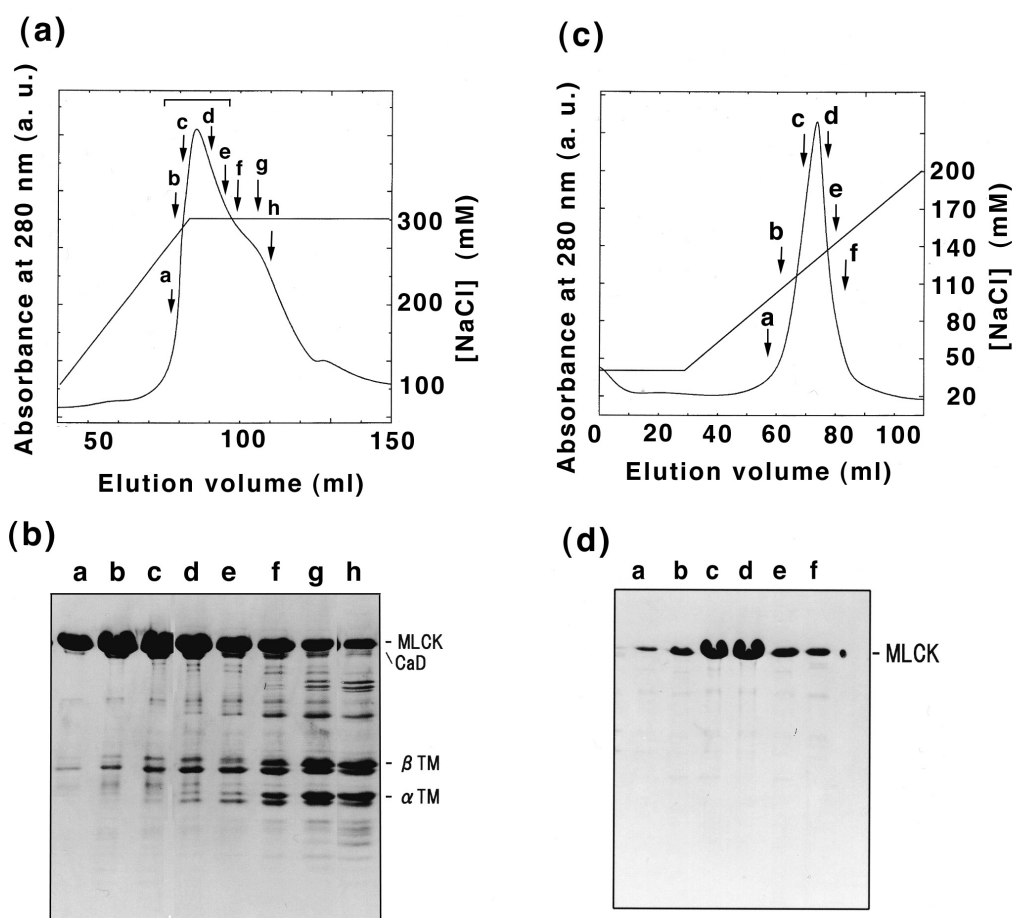 (a)
Absorbance at 280 nm (a. u.)
a
b
c
d
e
f
g
h
300
200
100
[NaCl] (mM)
50
100
150
Elution volume (ml)
(c)
Absorbance at 280 nm (a. u.)
a
b
c
d
e
f
200
170
140
110
80
50
20
[NaCl] (mM)
0
20
40
60
80
100
Elution volume (ml)
(b)
a b c d e f g h
MLCK
CaD
β TM
α TM
(d)
a b c d e f
MLCK